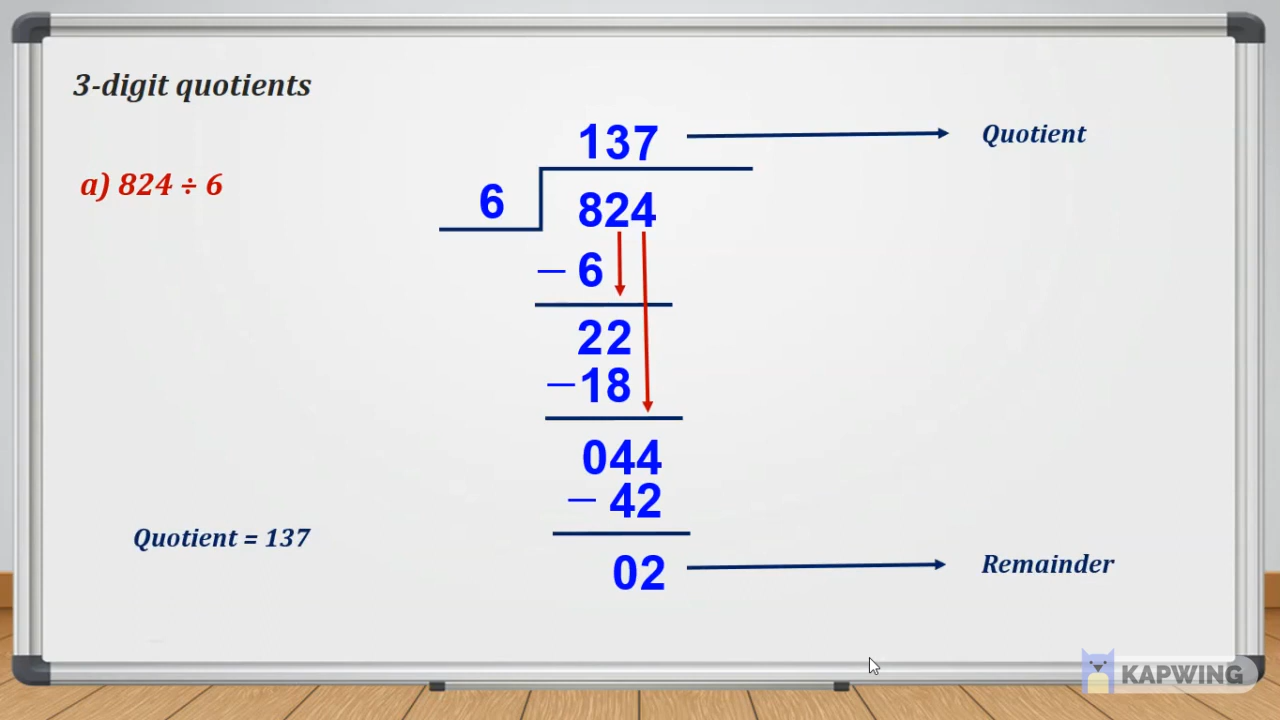 3-digit quotients
a) 824 ÷ 6
137 Quotient
6 824
— 6
22
— 18
044
— 42
Quotient = 137
02 Remainder
KAPWING